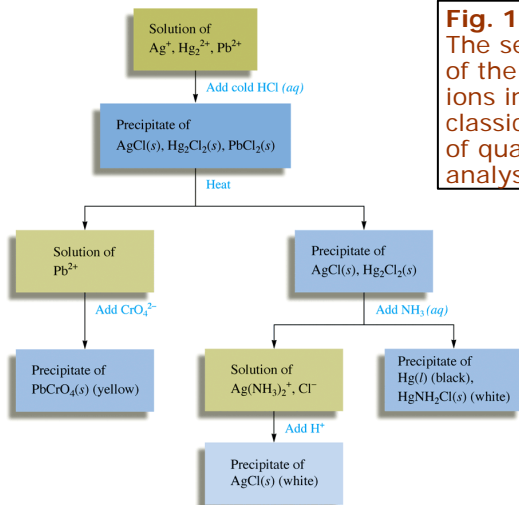 Solution of
Ag⁺, Hg₂²⁺, Pb²⁺
Add cold HCl (aq)
Precipitate of
AgCl(s), Hg₂Cl₂(s), PbCl₂(s)
Heat
Solution of
Pb²⁺
Add CrO₄²⁻
Precipitate of
PbCrO₄(s) (yellow)
Precipitate of
AgCl(s), Hg₂Cl₂(s)
Add NH₃(aq)
Solution of
Ag(NH₃)₂⁺, Cl⁻
Add H⁺
Precipitate of
AgCl(s) (white)
Precipitate of
Hg(l) (black),
HgNH₂Cl(s) (white)
Fig. 1
The se
of the
ions in
classic
of qua
analys